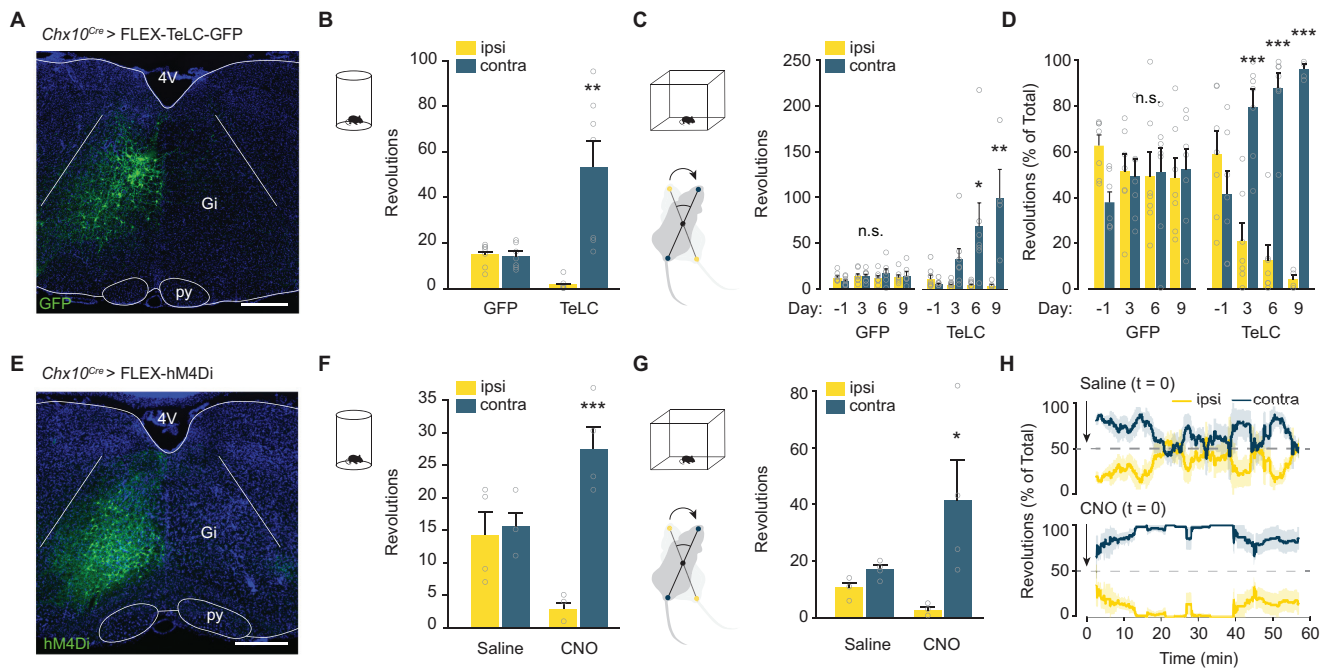 A
Chx10Cre > FLEX-TeLC-GFP
4V
Gi
py
GFP
B
ipsi
contra
Revolutions
100
80
60
40
20
0
**
GFP
TeLC
C
ipsi
contra
Revolutions
250
200
150
100
50
0
n.s.
*
**
Day: -1 3 6 9 -1 3 6 9
GFP
TeLC
D
Revolutions (% of Total)
100
80
60
40
20
0
n.s.
***
***
***
Day: -1 3 6 9 -1 3 6 9
GFP
TeLC
E
Chx10Cre > FLEX-hM4Di
4V
Gi
py
hM4Di
F
ipsi
contra
Revolutions
35
30
25
20
15
10
5
0
***
Saline
CNO
G
ipsi
contra
Revolutions
80
60
40
20
0
*
Saline
CNO
H
Saline (t = 0)
ipsi
contra
Revolutions (% of Total)
100
50
0
CNO (t = 0)
100
50
0
0 10 20 30 40 50 60
Time (min)